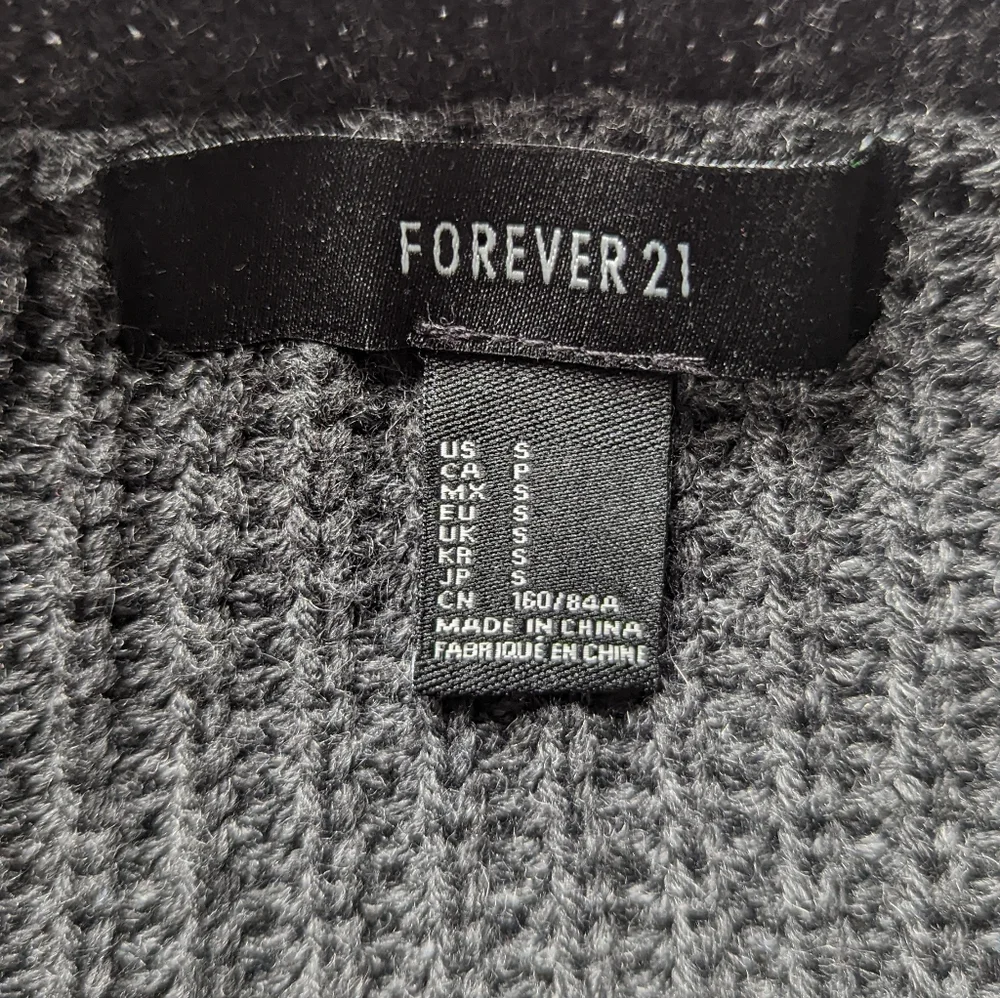 FOREVER 21
US S
CA P
MX S
EU S
UK S
KR S
JP S
CN 160/84A
MADE IN CHINA
FABRIQUÉ EN CHINE